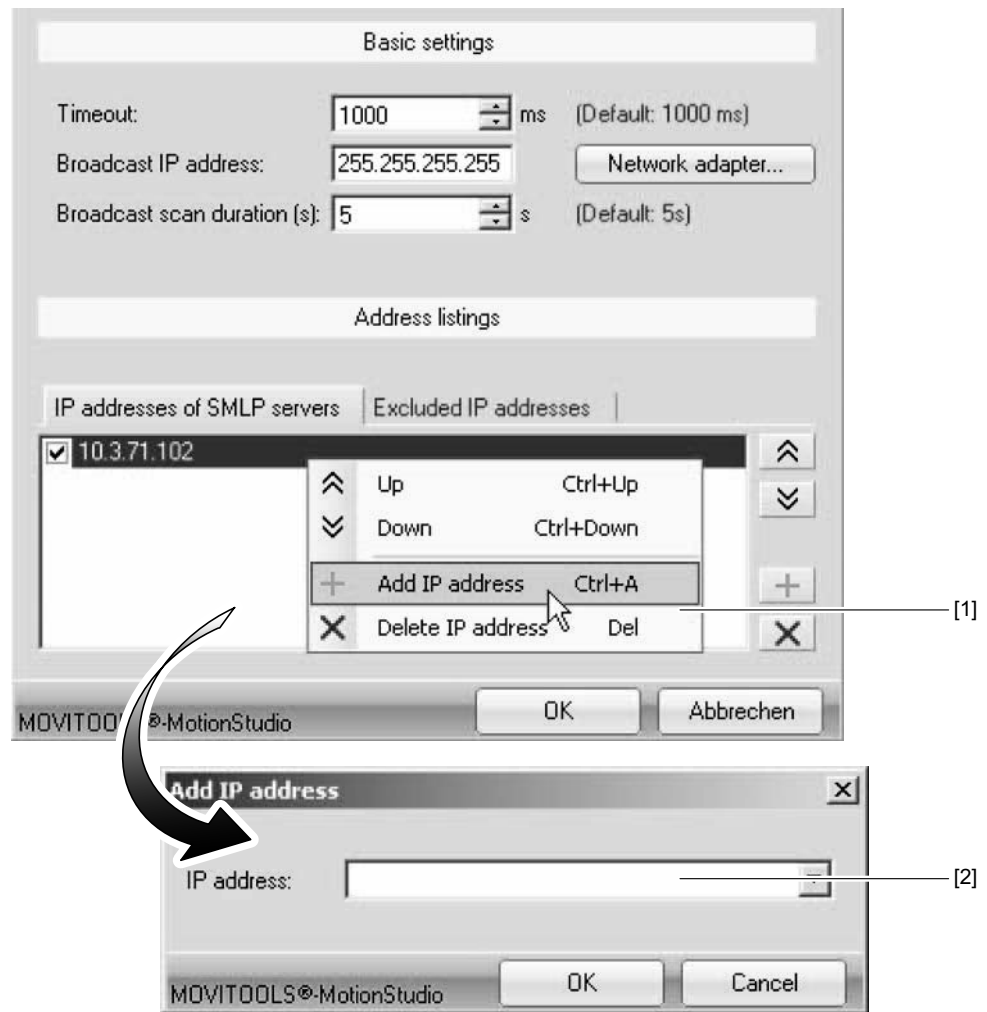 Basic settings
Timeout: 1000 ms (Default: 1000 ms)
Broadcast IP address: 255.255.255.255 Network adapter...
Broadcast scan duration (s): 5 s (Default: 5s)
Address listings
IP addresses of SMLP servers Excluded IP addresses
10.3.71.102
Up Ctrl+Up
Down Ctrl+Down
Add IP address Ctrl+A
[1]
Delete IP address Del
OK Abbrechen
®-MotionStudio
Add IP address
IP address:
[2]
OK Cancel
MOVITOOLS®-MotionStudio